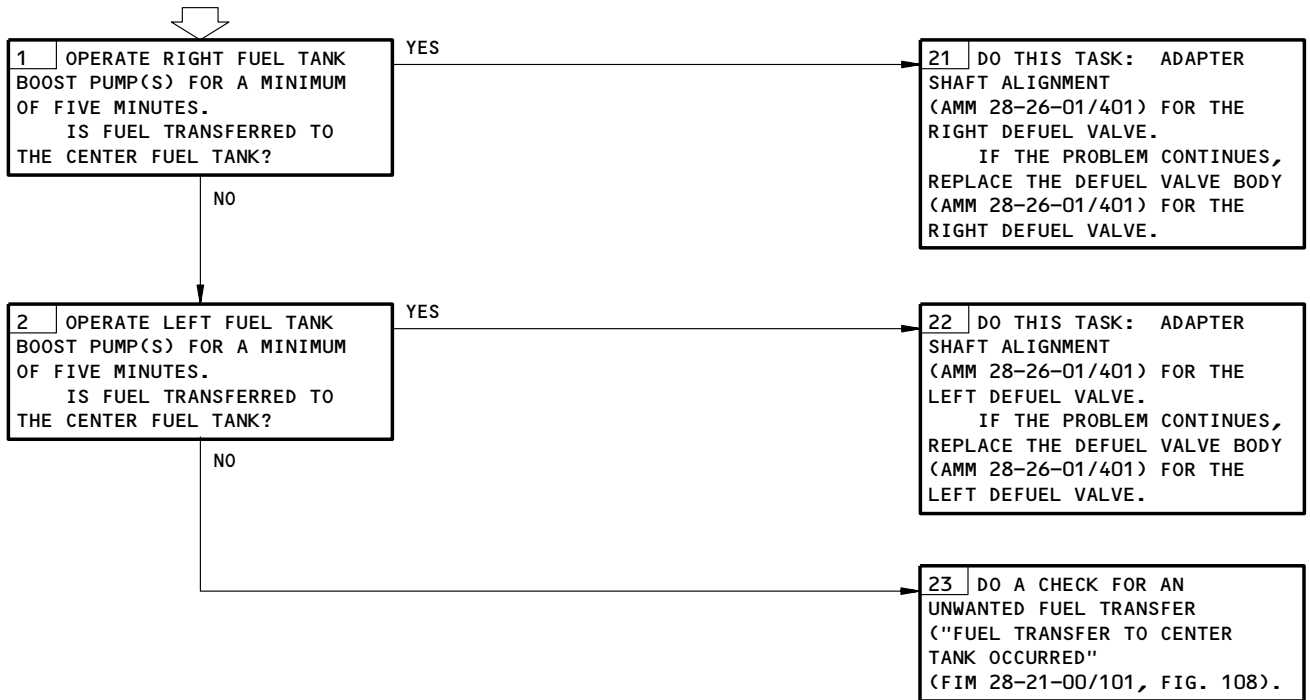 1 OPERATE RIGHT FUEL TANK
BOOST PUMP(S) FOR A MINIMUM
OF FIVE MINUTES.
IS FUEL TRANSFERRED TO
THE CENTER FUEL TANK?
YES
NO
21 DO THIS TASK: ADAPTER
SHAFT ALIGNMENT
(AMM 28-26-01/401) FOR THE
RIGHT DEFUEL VALVE.
IF THE PROBLEM CONTINUES,
REPLACE THE DEFUEL VALVE BODY
(AMM 28-26-01/401) FOR THE
RIGHT DEFUEL VALVE.
2 OPERATE LEFT FUEL TANK
BOOST PUMP(S) FOR A MINIMUM
OF FIVE MINUTES.
IS FUEL TRANSFERRED TO
THE CENTER FUEL TANK?
YES
NO
22 DO THIS TASK: ADAPTER
SHAFT ALIGNMENT
(AMM 28-26-01/401) FOR THE
LEFT DEFUEL VALVE.
IF THE PROBLEM CONTINUES,
REPLACE THE DEFUEL VALVE BODY
(AMM 28-26-01/401) FOR THE
LEFT DEFUEL VALVE.
23 DO A CHECK FOR AN
UNWANTED FUEL TRANSFER
("FUEL TRANSFER TO CENTER
TANK OCCURRED"
(FIM 28-21-00/101, FIG. 108).